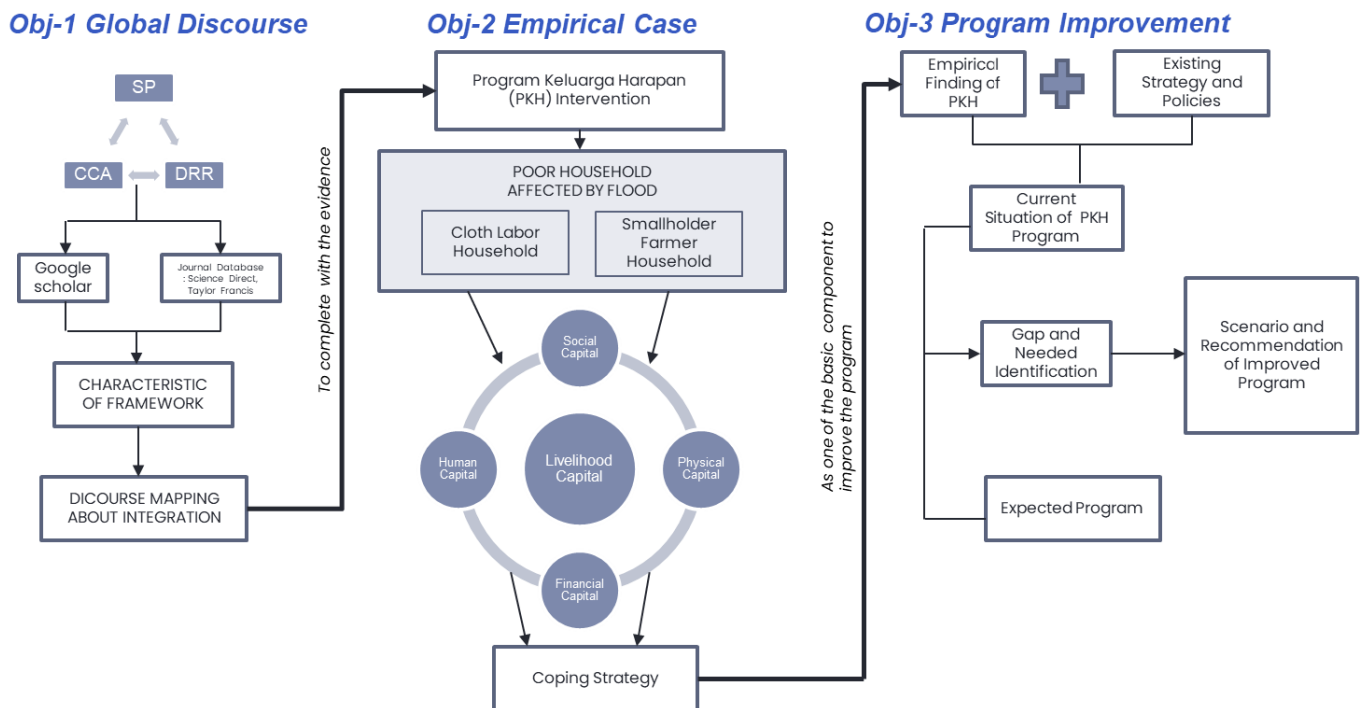 Obj-1 Global Discourse
SP
CCA
DRR
Google
scholar
Journal Database
: Science Direct,
Taylor Francis
CHARACTERISTIC
OF FRAMEWORK
DICOURSE MAPPING
ABOUT INTEGRATION
To complete with the evidence
Obj-2 Empirical Case
Program Keluarga Harapan
(PKH) Intervention
POOR HOUSEHOLD
AFFECTED BY FLOOD
Cloth Labor
Household
Smallholder
Farmer
Household
Social
Capital
Human
Capital
Livelihood
Capital
Physical
Capital
Financial
Capital
Coping Strategy
As one of the basic component to
improve the program
Obj-3 Program Improvement
Empirical
Finding of
PKH
Existing
Strategy and
Policies
Current
Situation of PKH
Program
Gap and
Needed
Identification
Scenario and
Recommendation
of Improved
Program
Expected Program